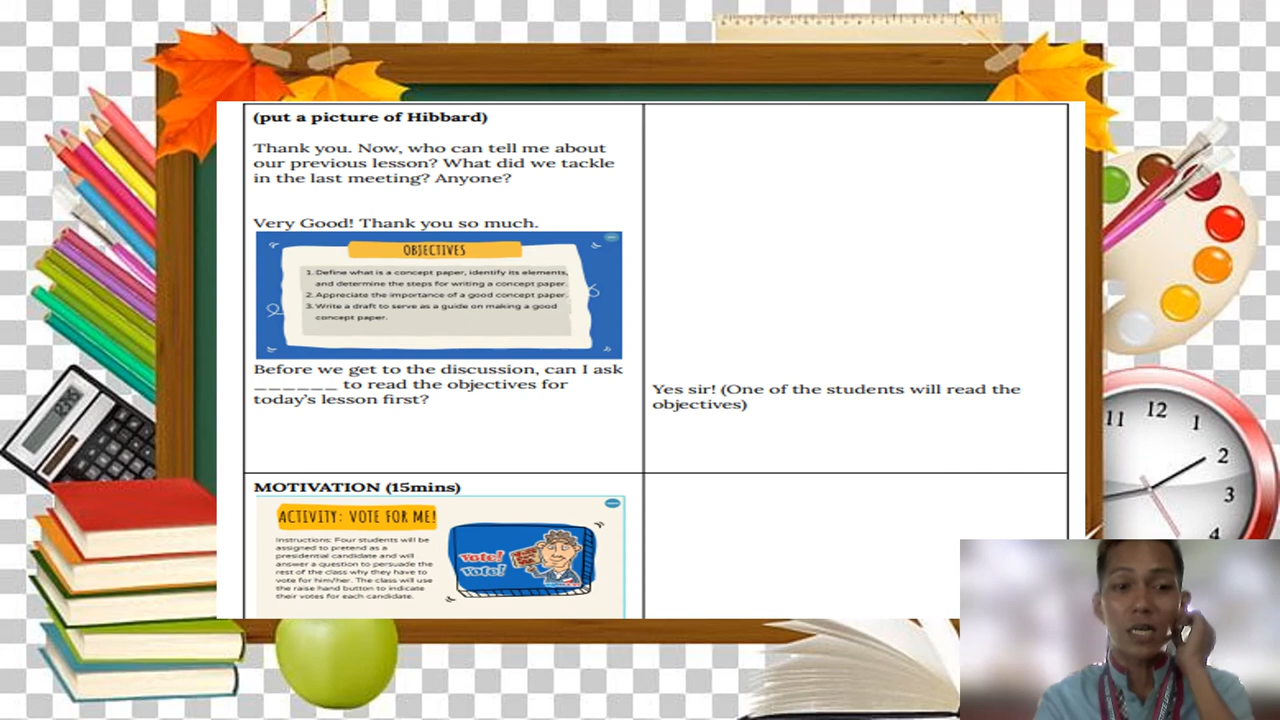 (put a picture of Hibbard)
Thank you. Now, who can tell me about
our previous lesson? What did we tackle
in the last meeting? Anyone?
Very Good! Thank you so much.
OBJECTIVES
1. Define what is a concept paper, identify its elements,
and determine the steps for writing a concept paper.
2. Appreciate the importance of a good concept paper.
3. Write a draft to serve as a guide on making a good
concept paper.
Before we get to the discussion, can I ask
______ to read the objectives for
today's lesson first?
Yes sir! (One of the students will read the
objectives)
MOTIVATION (15mins)
ACTIVITY: VOTE FOR ME!
Instructions: Four students will be
assigned to pretend as a
presidential candidate and will
answer a question to persuade the
rest of the class why they have to
vote for him/her. The class will use
the raise hand button to indicate
their votes for each candidate.
vote!
vote!
11 12 1
2
3
4